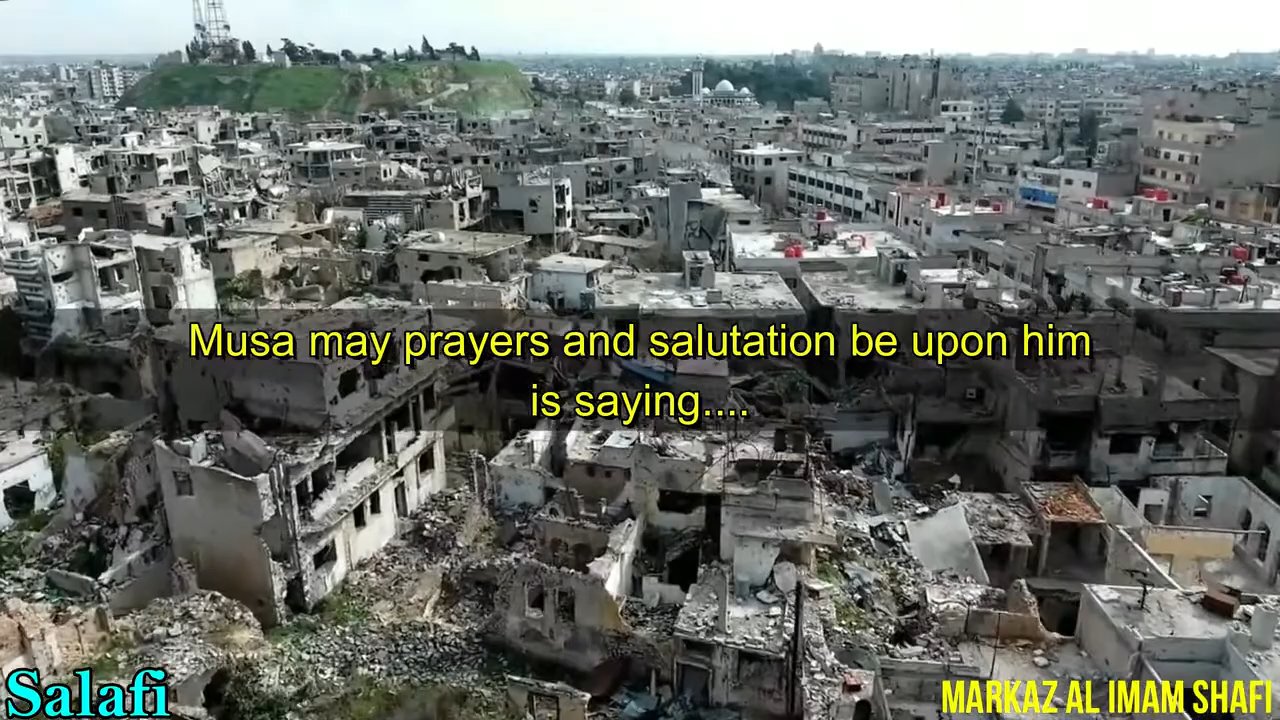 Musa may prayers and salutation be upon him
is saying....
Salafi
MARKAZ AL IMAM SHAFI